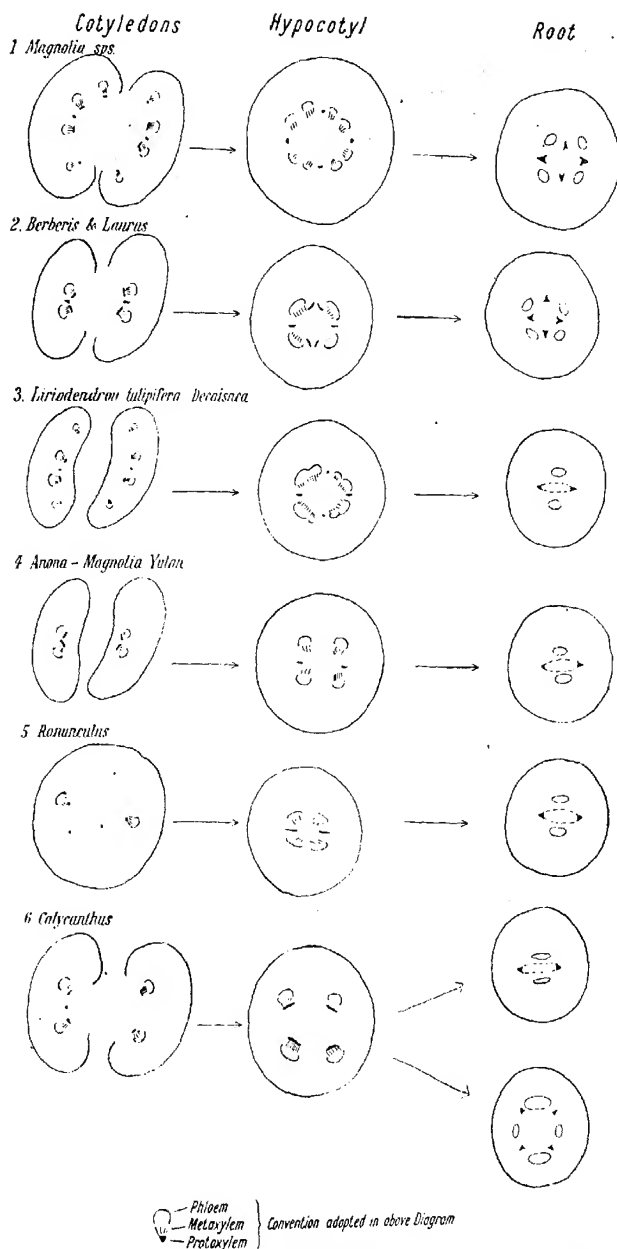 Cotyledons Hypocotyl Root
1 Magnolia sps.
2. Berberis & Laurus
3. Liriodendron tulipifera Decaisnea
4 Anona - Magnolia Yulan
5 Ranunculus
6 Calycanthus
Phloem
Metaxylem
Protoxylem
Convention adopted in above Diagram